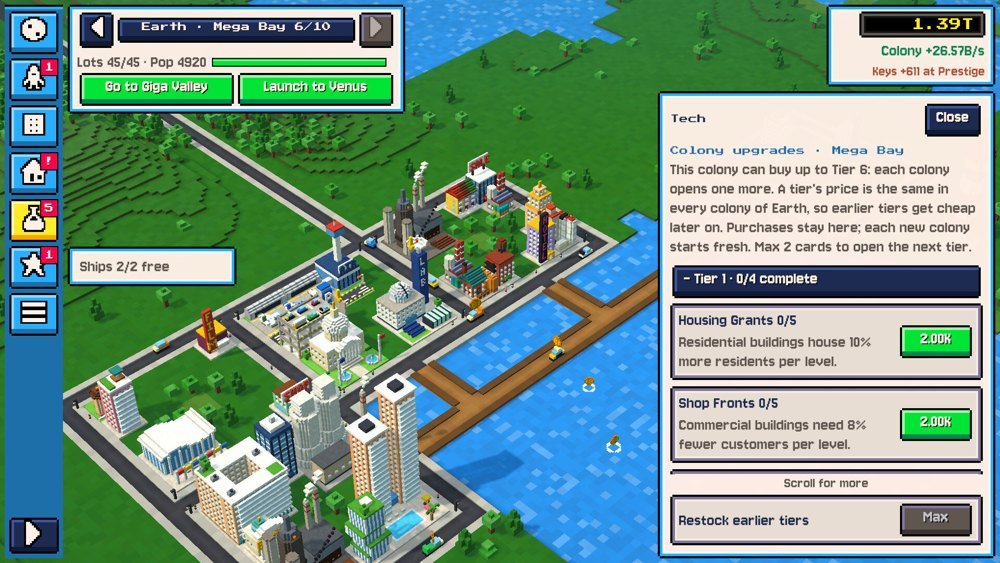 Earth · Mega Bay 6/10
Lots 45/45 · Pop 4920
Go to Giga Valley
Launch to Venus
1.39T
Colony +26.57B/s
Keys +611 at Prestige
1
!
5
1
Ships 2/2 free
LAB
Tech
Close
Colony upgrades · Mega Bay
This colony can buy up to Tier 6: each colony
opens one more. A tier's price is the same in
every colony of Earth, so earlier tiers get cheap
later on. Purchases stay here; each new colony
starts fresh. Max 2 cards to open the next tier.
- Tier 1 · 0/4 complete
Housing Grants 0/5
Residential buildings house 10%
more residents per level.
2.00K
Shop Fronts 0/5
Commercial buildings need 8%
fewer customers per level.
2.00K
Scroll for more
Restock earlier tiers
Max